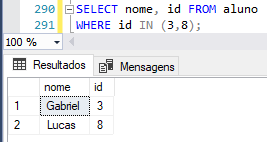 290 SELECT nome, id FROM aluno
291 WHERE id IN (3,8);
100 %
Resultados Mensagens
nome id
1 Gabriel 3
2 Lucas 8